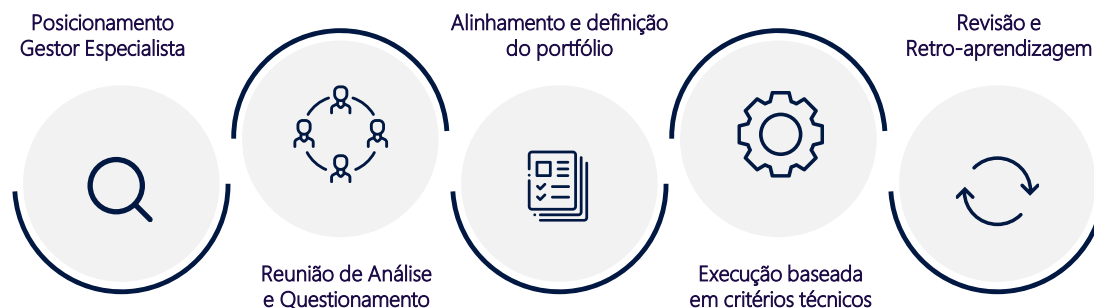 Posicionamento
Gestor Especialista
Reunião de Análise
e Questionamento
Alinhamento e definição
do portfólio
Execução baseada
em critérios técnicos
Revisão e
Retro-aprendizagem